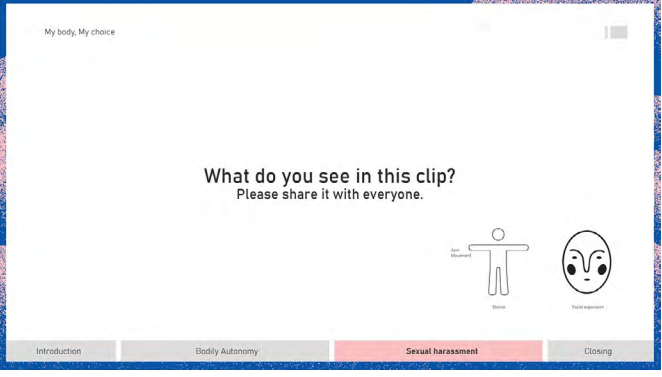 My body, My choice
What do you see in this clip?
Please share it with everyone.
Arm
Movement
Stance
Facial expression
Introduction
Bodily Autonomy
Sexual harassment
Closing